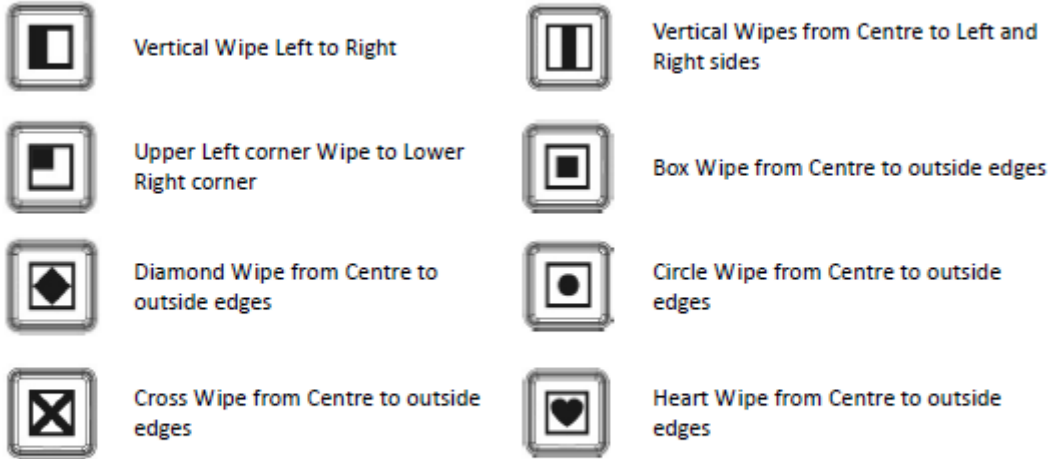 Vertical Wipe Left to Right
Vertical Wipes from Centre to Left and
Right sides
Upper Left corner Wipe to Lower
Right corner
Box Wipe from Centre to outside edges
Diamond Wipe from Centre to
outside edges
Circle Wipe from Centre to outside
edges
Cross Wipe from Centre to outside
edges
Heart Wipe from Centre to outside
edges